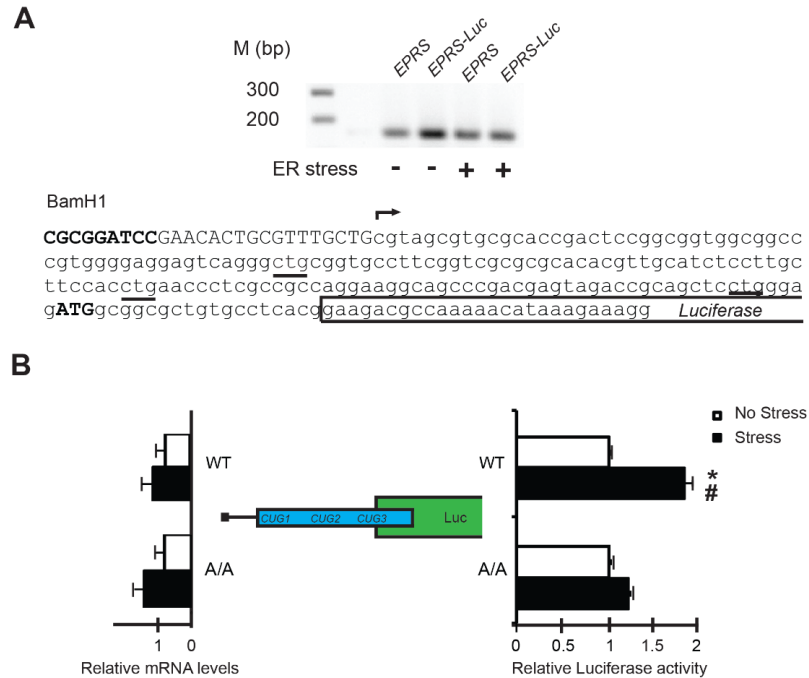 A
M (bp)
EPRS
EPRS-Luc
EPRS
EPRS-Luc
300
200
ER stress - - + +
BamH1
CGCGGATCCGAACACTGCGTTTGCTGcgtagcgtgcgcaccgactccggcggtggcggcc
cgtggggaggagtcagggctgcggtgccttcggtcgcgcgcacacgttgcatctccttgc
ttccacctgaaccctcgccgccaggaaggcagcccgacgagtagaccgcagctcctggga
gATGgcggcgctgtgcctcacggaagacgccaaaaacataaagaaagg Luciferase
B
No Stress
Stress
WT
WT
*
#
CUG1 CUG2 CUG3 Luc
A/A
A/A
1 0
0 0.5 1 1.5 2
Relative mRNA levels
Relative Luciferase activity